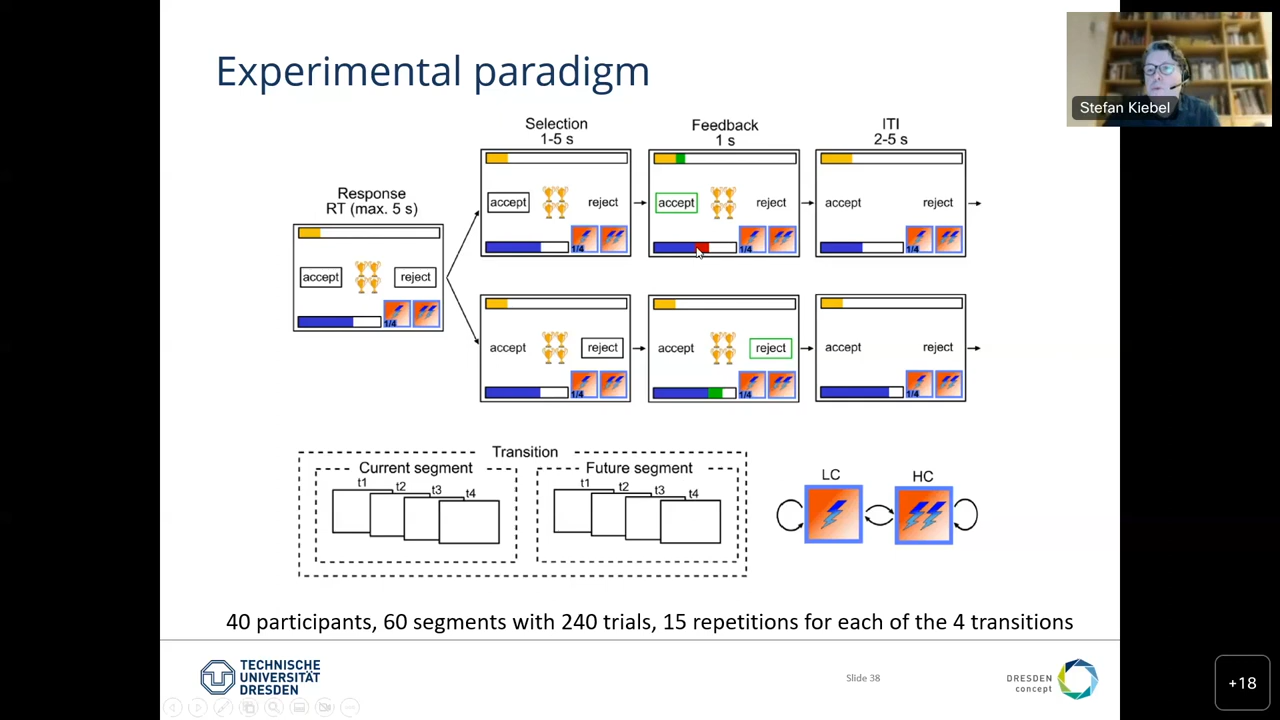 Experimental paradigm
Stefan Kiebel
Selection
1-5 s
Feedback
1 s
ITI
2-5 s
Response
RT (max. 5 s)
accept reject
accept reject
accept reject
accept reject
1/4
1/4
1/4
1/4
accept reject
accept reject
accept reject
1/4
1/4
1/4
Transition
Current segment
t1
t2
t3
t4
Future segment
t1
t2
t3
t4
LC
HC
40 participants, 60 segments with 240 trials, 15 repetitions for each of the 4 transitions
TECHNISCHE
UNIVERSITÄT
DRESDEN
Slide 38
DRESDEN
concept
+18